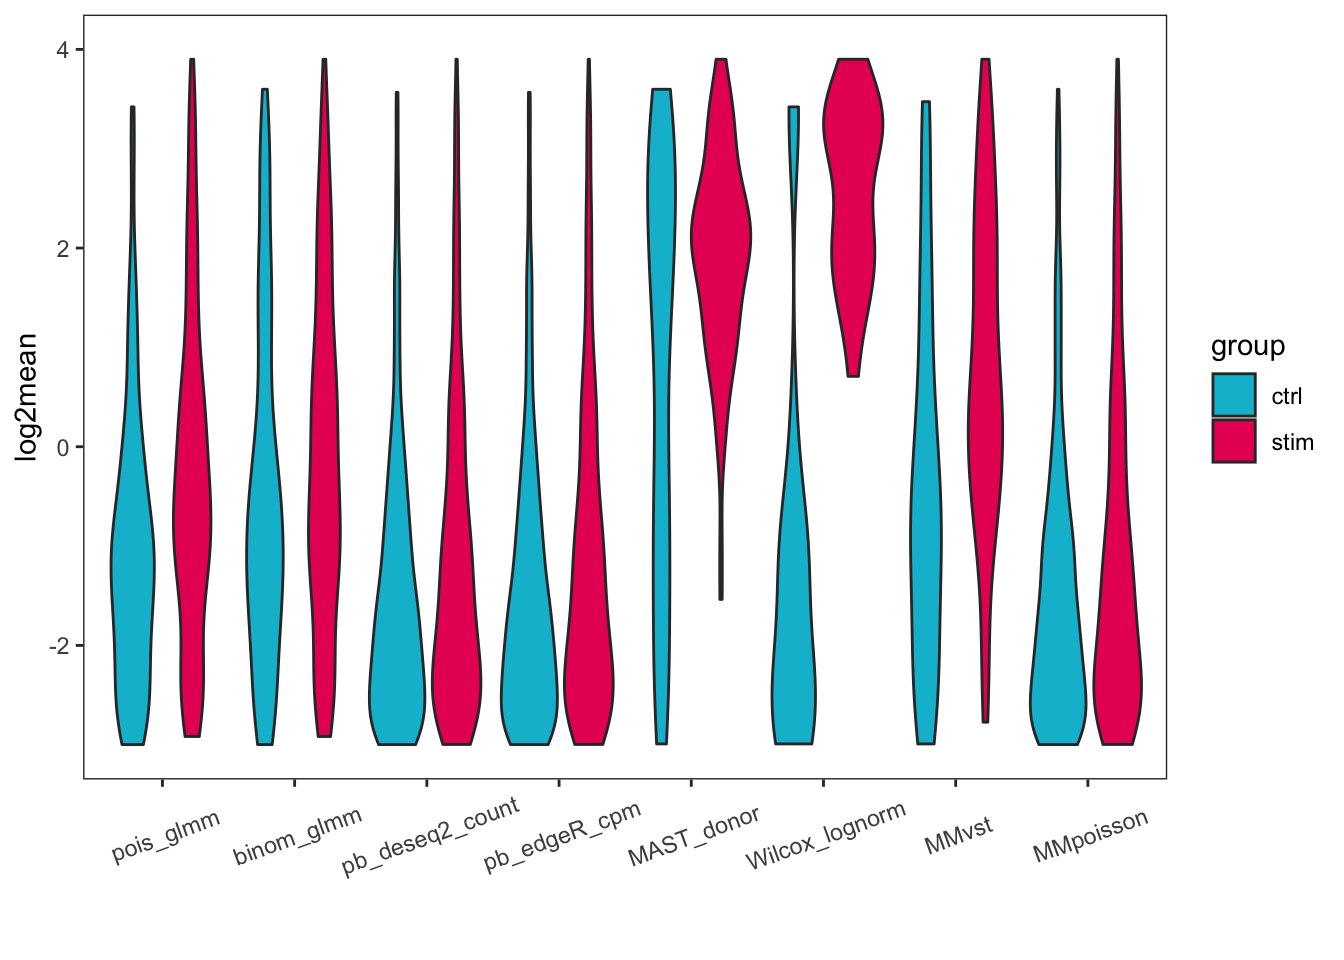 log2mean
4
2
0
-2
pois_glmm
binom_glmm
pb_deseq2_count
pb_edgeR_cpm
MAST_donor
Wilcox_lognorm
MMvst
MMpoisson
group
ctrl
stim